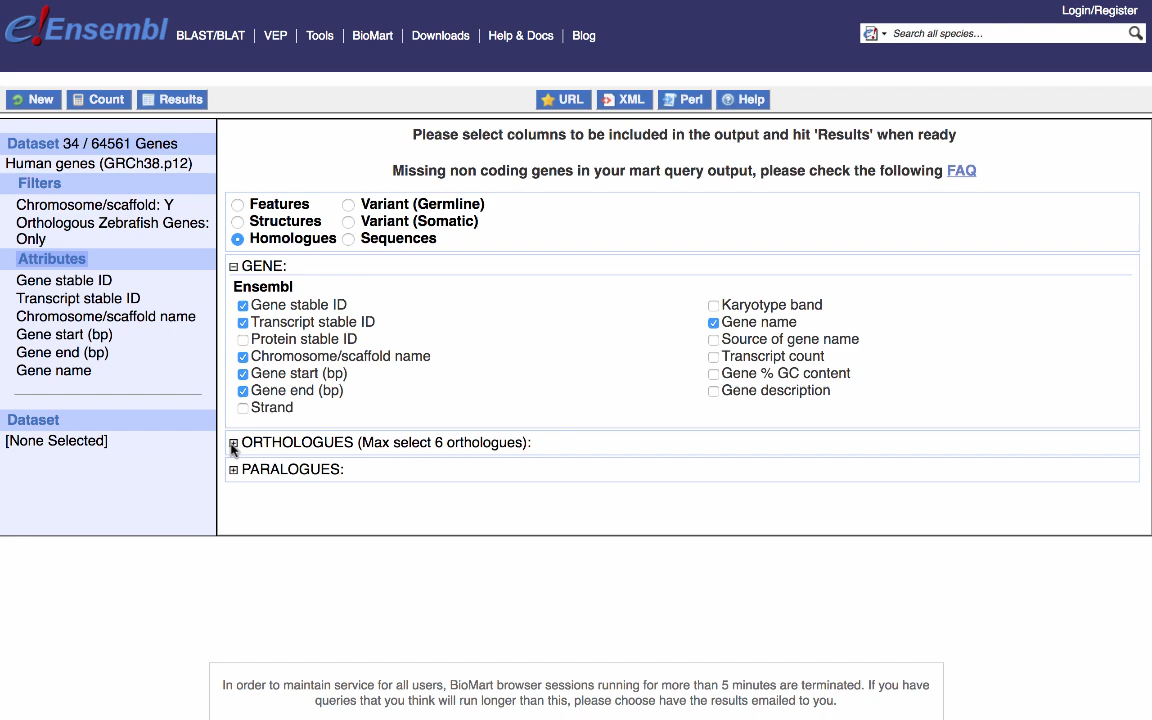 Login/Register
e!Ensembl BLAST/BLAT | VEP | Tools | BioMart | Downloads | Help & Docs | Blog
Search all species...
New Count Results URL XML Perl Help
Dataset 34 / 64561 Genes
Human genes (GRCh38.p12)
Filters
Chromosome/scaffold: Y
Orthologous Zebrafish Genes:
Only
Attributes
Gene stable ID
Transcript stable ID
Chromosome/scaffold name
Gene start (bp)
Gene end (bp)
Gene name
Dataset
[None Selected]
Please select columns to be included in the output and hit 'Results' when ready
Missing non coding genes in your mart query output, please check the following FAQ
Features Variant (Germline)
Structures Variant (Somatic)
Homologues Sequences
GENE:
Ensembl
Gene stable ID Karyotype band
Transcript stable ID Gene name
Protein stable ID Source of gene name
Chromosome/scaffold name Transcript count
Gene start (bp) Gene % GC content
Gene end (bp) Gene description
Strand
ORTHOLOGUES (Max select 6 orthologues):
PARALOGUES:
In order to maintain service for all users, BioMart browser sessions running for more than 5 minutes are terminated. If you have
queries that you think will run longer than this, please choose have the results emailed to you.